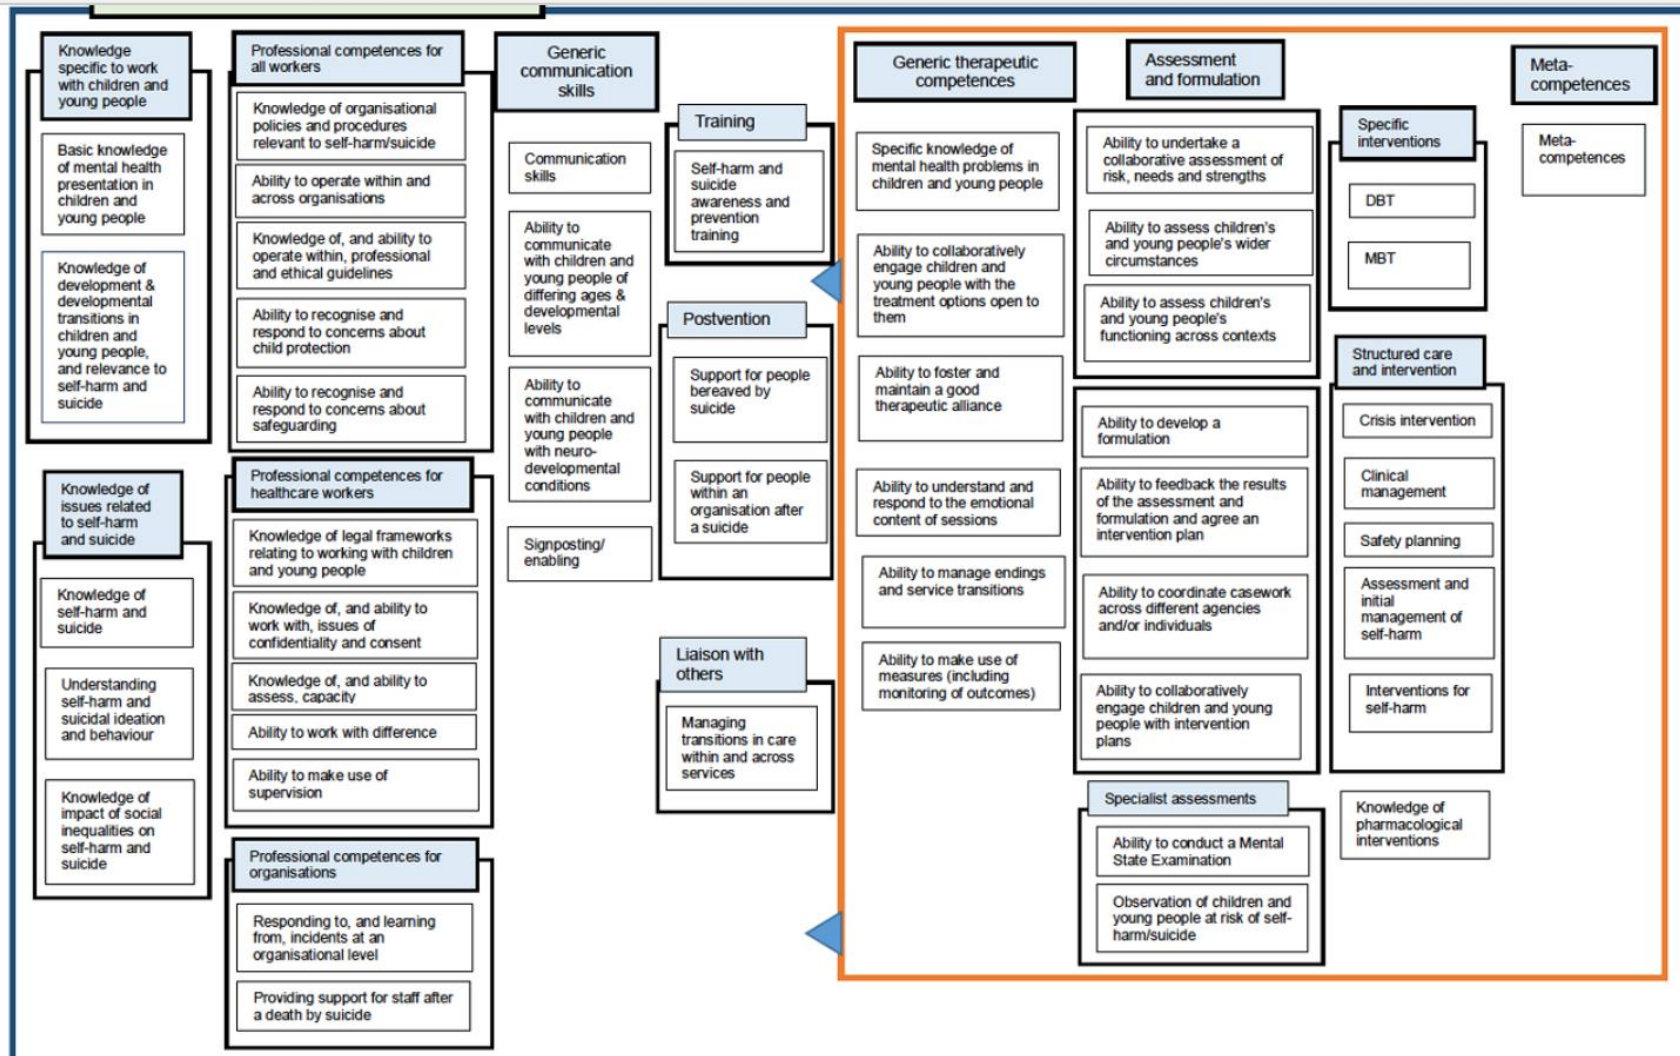 Knowledge
specific to work
with children and
young people
Basic knowledge
of mental health
presentation in
children and
young people
Knowledge of
development &
developmental
transitions in
children and
young people,
and relevance to
self-harm and
suicide
Knowledge of
issues related
to self-harm
and suicide
Knowledge of
self-harm and
suicide
Understanding
self-harm and
suicidal ideation
and behaviour
Knowledge of
impact of social
inequalities on
self-harm and
suicide
Professional competences for
all workers
Knowledge of organisational
policies and procedures
relevant to self-harm/suicide
Ability to operate within and
across organisations
Knowledge of, and ability to
operate within, professional
and ethical guidelines
Ability to recognise and
respond to concerns about
child protection
Ability to recognise and
respond to concerns about
safeguarding
Professional competences for
healthcare workers
Knowledge of legal frameworks
relating to working with children
and young people
Knowledge of, and ability to
work with, issues of
confidentiality and consent
Knowledge of, and ability to
assess, capacity
Ability to work with difference
Ability to make use of
supervision
Professional competences for
organisations
Responding to, and learning
from, incidents at an
organisational level
Providing support for staff after
a death by suicide
Generic
communication
skills
Communication
skills
Ability to
communicate
with children and
young people of
differing ages &
developmental
levels
Ability to
communicate
with children and
young people
with neuro-
developmental
conditions
Signposting/
enabling
Training
Self-harm and
suicide
awareness and
prevention
training
Postvention
Support for people
bereaved by
suicide
Support for people
within an
organisation after
a suicide
Liaison with
others
Managing
transitions in care
within and across
services
Generic therapeutic
competences
Specific knowledge of
mental health problems in
children and young people
Ability to collaboratively
engage children and
young people with the
treatment options open to
them
Ability to foster and
maintain a good
therapeutic alliance
Ability to understand and
respond to the emotional
content of sessions
Ability to manage endings
and service transitions
Ability to make use of
measures (including
monitoring of outcomes)
Assessment
and formulation
Ability to undertake a
collaborative assessment of
risk, needs and strengths
Ability to assess children's
and young people's wider
circumstances
Ability to assess children's
and young people's
functioning across contexts
Ability to develop a
formulation
Ability to feedback the results
of the assessment and
formulation and agree an
intervention plan
Ability to coordinate casework
across different agencies
and/or individuals
Ability to collaboratively
engage children and young
people with intervention
plans
Specialist assessments
Ability to conduct a Mental
State Examination
Observation of children and
young people at risk of self-
harm/suicide
Specific
interventions
DBT
MBT
Structured care
and intervention
Crisis intervention
Clinical
management
Safety planning
Assessment and
initial
management of
self-harm
Interventions for
self-harm
Knowledge of
pharmacological
interventions
Meta-
competences
Meta-
competences